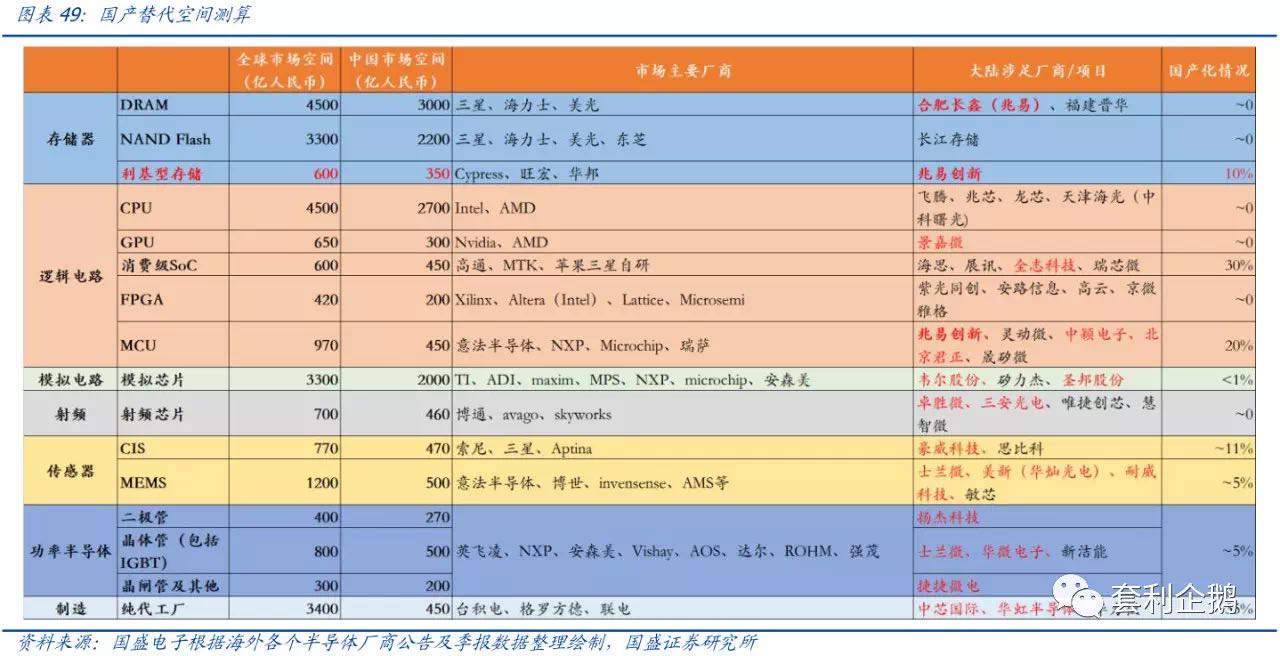 图表 49：国产替代空间测算
全球市场空间（亿人民币） 中国市场空间（亿人民币） 市场主要厂商 大陆涉足厂商/项目 国产化情况
存储器 DRAM 4500 3000 三星、海力士、美光 合肥长鑫（兆易）、福建晋华 ~0
NAND Flash 3300 2200 三星、海力士、美光、东芝 长江存储 ~0
利基型存储 600 350 Cypress、旺宏、华邦 兆易创新 10%
逻辑电路 CPU 4500 2700 Intel、AMD 飞腾、兆芯、龙芯、天津海光（中科曙光) ~0
GPU 650 300 Nvidia、AMD 景嘉微 ~0
消费级SoC 600 450 高通、MTK、苹果三星自研 海思、展讯、全志科技、瑞芯微 30%
FPGA 420 200 Xilinx、Altera（Intel）、Lattice、Microsemi 紫光同创、安路信息、高云、京微雅格 ~0
MCU 970 450 意法半导体、NXP、Microchip、瑞萨 兆易创新、灵动微、中颖电子、北京君正、晟矽微 20%
模拟电路 模拟芯片 3300 2000 TI、ADI、maxim、MPS、NXP、microchip、安森美 韦尔股份、矽力杰、圣邦股份 <1%
射频 射频芯片 700 460 博通、avago、skyworks 卓胜微、三安光电、唯捷创芯、慧智微 ~0
传感器 CIS 770 470 索尼、三星、Aptina 豪威科技、思比科 ~11%
MEMS 1200 500 意法半导体、博世、invensense、AMS等 士兰微、美新（华灿光电）、耐威科技、敏芯 ~5%
功率半导体 二极管 400 270 英飞凌、NXP、安森美、Vishay、AOS、达尔、ROHM、强茂 扬杰科技 ~5%
晶体管（包括IGBT) 800 500 士兰微、华微电子、新洁能
晶闸管及其他 300 200 捷捷微电
制造 纯代工厂 3400 450 台积电、格罗方德、联电 中芯国际、华虹半导体
套利企鹅
资料来源：国盛电子根据海外各个半导体厂商公告及季报数据整理绘制，国盛证券研究所